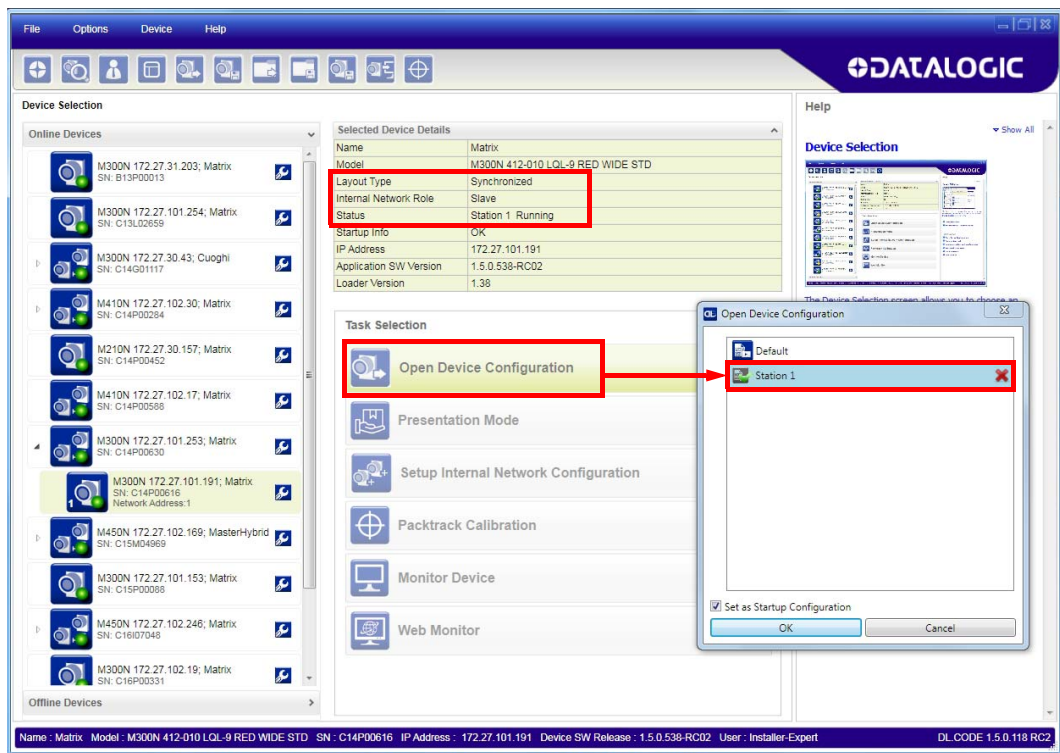 File Options Device Help
DATALOGIC
Device Selection
Online Devices
M300N 172.27.31.203; Matrix
SN: B13P00013
M300N 172.27.101.254; Matrix
SN: C13L02659
M300N 172.27.30.43; Cuoghi
SN: C14G01117
M410N 172.27.102.30; Matrix
SN: C14P00284
M210N 172.27.30.157; Matrix
SN: C14P00452
M410N 172.27.102.17; Matrix
SN: C14P00588
M300N 172.27.101.253; Matrix
SN: C14P00630
1
M300N 172.27.101.191; Matrix
SN: C14P00616
Network Address:1
M450N 172.27.102.169; MasterHybrid
SN: C15M04969
M300N 172.27.101.153; Matrix
SN: C15P00088
M450N 172.27.102.246; Matrix
SN: C16I07048
M300N 172.27.102.19; Matrix
SN: C16P00331
Offline Devices
Selected Device Details
Name Matrix
Model M300N 412-010 LQL-9 RED WIDE STD
Layout Type Synchronized
Internal Network Role Slave
Status Station 1 Running
Startup Info OK
IP Address 172.27.101.191
Application SW Version 1.5.0.538-RC02
Loader Version 1.38
Task Selection
Open Device Configuration
Presentation Mode
Setup Internal Network Configuration
Packtrack Calibration
Monitor Device
Web Monitor
Help
Show All
Device Selection
The Device Selection screen allows you to choose an
DL Open Device Configuration
Default
Station 1
Set as Startup Configuration
OK Cancel
Name : Matrix Model : M300N 412-010 LQL-9 RED WIDE STD SN : C14P00616 IP Address : 172.27.101.191 Device SW Release : 1.5.0.538-RC02 User : Installer-Expert DL.CODE 1.5.0.118 RC2